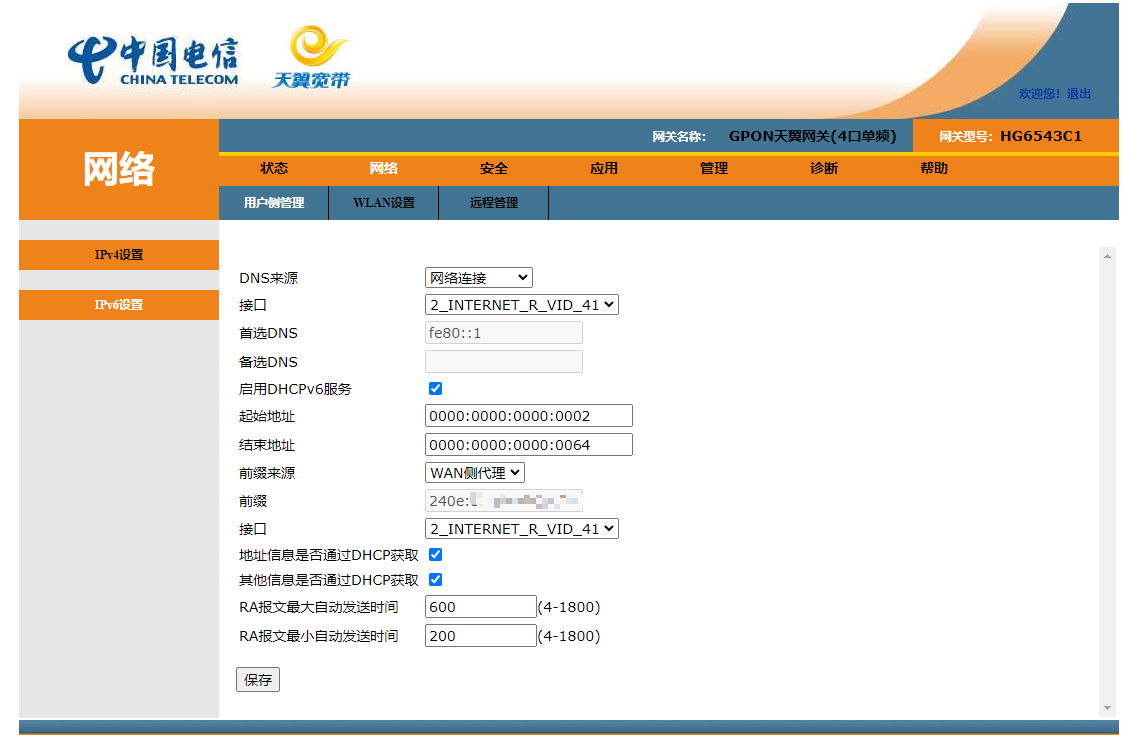 中国电信
CHINA TELECOM
天翼宽带
欢迎您! 退出
网络
网关名称: GPON天翼网关(4口单频) 网关型号: HG6543C1
状态 网络 安全 应用 管理 诊断 帮助
用户侧管理 WLAN设置 远程管理
IPv4设置
IPv6设置
DNS来源 网络连接
接口 2_INTERNET_R_VID_41
首选DNS fe80::1
备选DNS
启用DHCPv6服务
起始地址 0000:0000:0000:0002
结束地址 0000:0000:0000:0064
前缀来源 WAN侧代理
前缀 240e:
接口 2_INTERNET_R_VID_41
地址信息是否通过DHCP获取
其他信息是否通过DHCP获取
RA报文最大自动发送时间 600 (4-1800)
RA报文最小自动发送时间 200 (4-1800)
保存